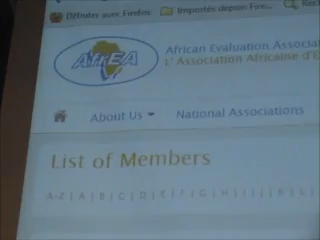 Débuter avec Firefox Importés depuis Fire...
AfrEA
African Evaluation Associa
L' Association Africaine d'E
About Us National Associations
List of Members
A-Z | A | B | C | D | E | F | G | H | I | J | K | L |